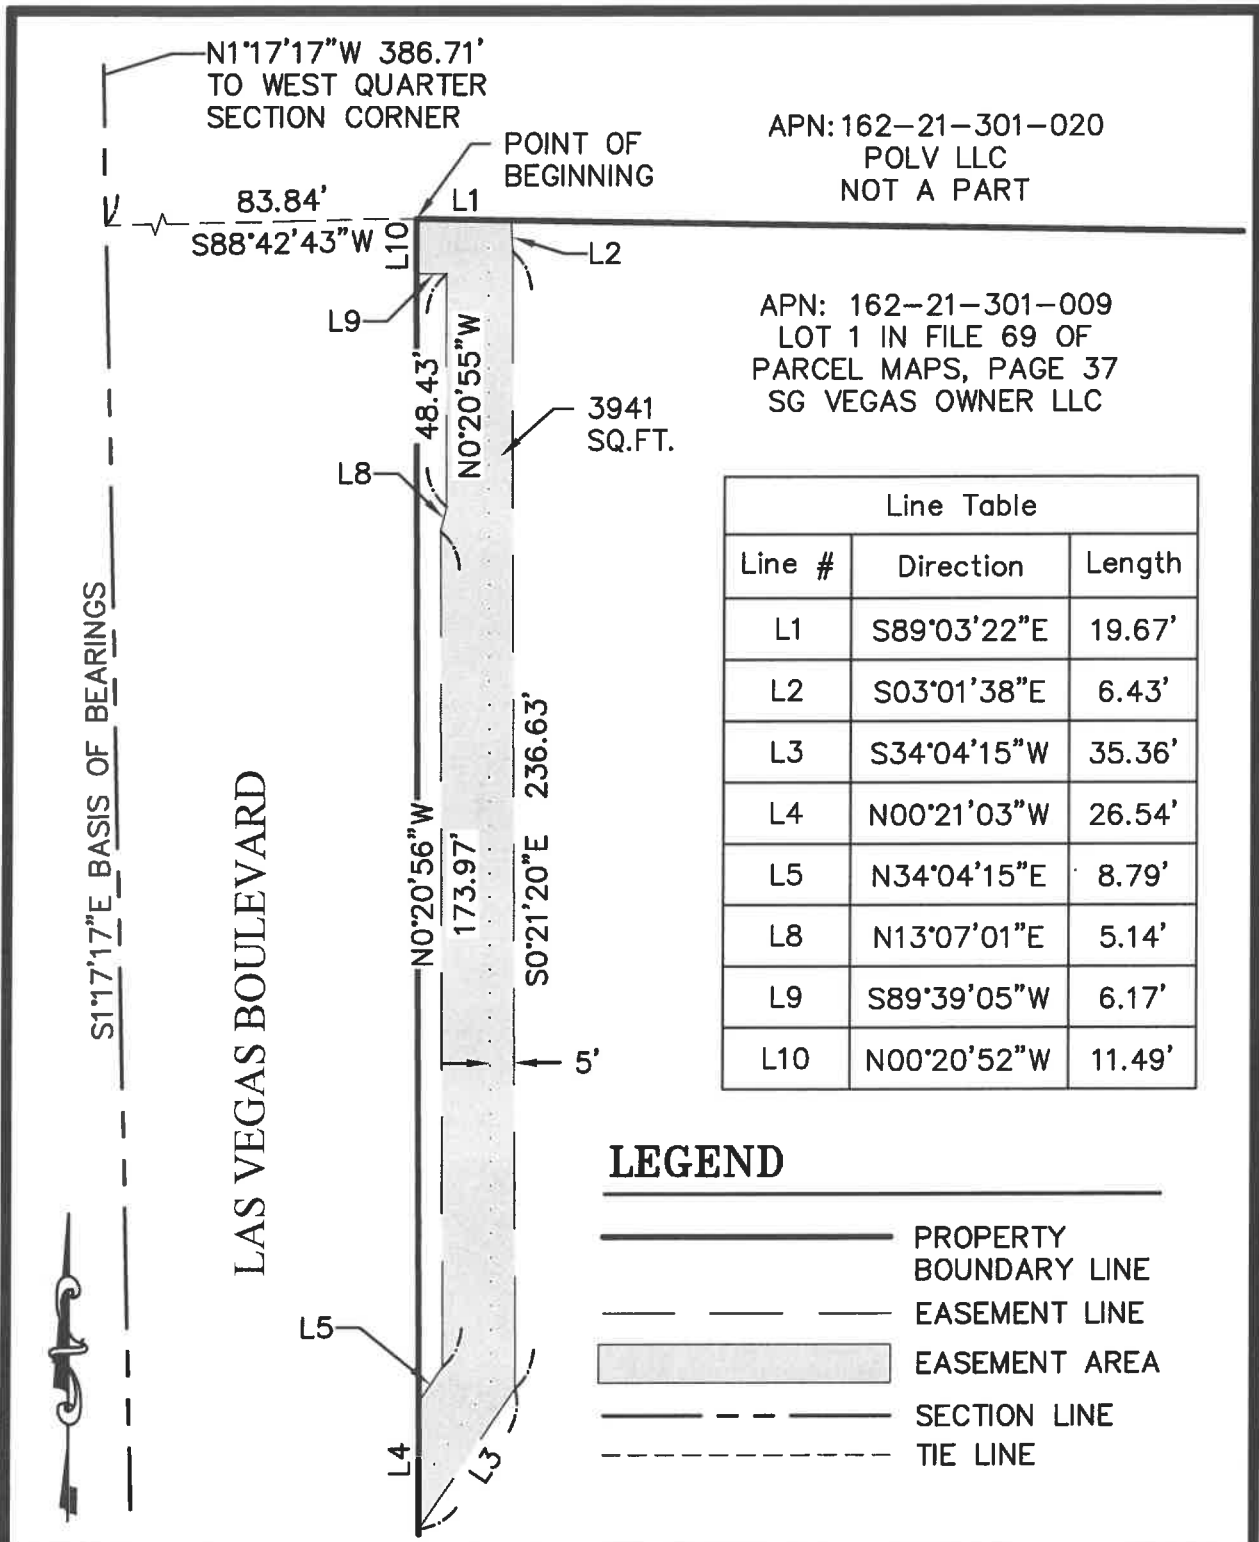 N1°17'17"W 386.71'
TO WEST QUARTER
SECTION CORNER
POINT OF
BEGINNING
APN: 162-21-301-020
POLV LLC
NOT A PART
83.84'
S88°42'43"W
L1
L10
L2
L9
APN: 162-21-301-009
LOT 1 IN FILE 69 OF
PARCEL MAPS, PAGE 37
SG VEGAS OWNER LLC
48.43'
N0°20'55"W
3941
SQ.FT.
L8
Line Table
Line # Direction Length
L1 S89°03'22"E 19.67'
L2 S03°01'38"E 6.43'
L3 S34°04'15"W 35.36'
L4 N00°21'03"W 26.54'
L5 N34°04'15"E 8.79'
L8 N13°07'01"E 5.14'
L9 S89°39'05"W 6.17'
L10 N00°20'52"W 11.49'
S1°17'17"E BASIS OF BEARINGS
LAS VEGAS BOULEVARD
N0°20'56"W
173.97'
S0°21'20"E 236.63'
5'
L5
L4
L3
LEGEND
PROPERTY
BOUNDARY LINE
EASEMENT LINE
EASEMENT AREA
SECTION LINE
TIE LINE